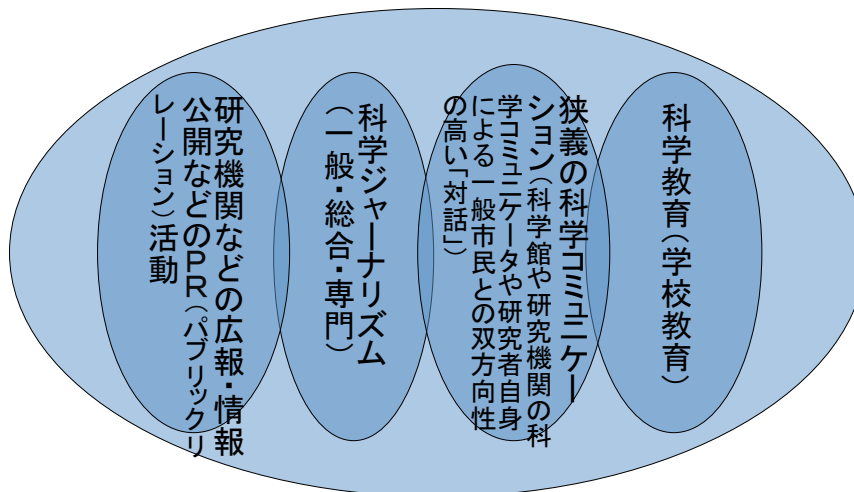 研究機関などの広報・情報
公開などのＰＲ（パブリックリ
レーション）活動
科学ジャーナリズム
（一般・総合・専門）
狭義の科学コミュニケー
ション（科学館や研究機関の科
学コミュニケータや研究者自身
による一般市民との双方向性
の高い「対話」）
科学教育（学校教育）